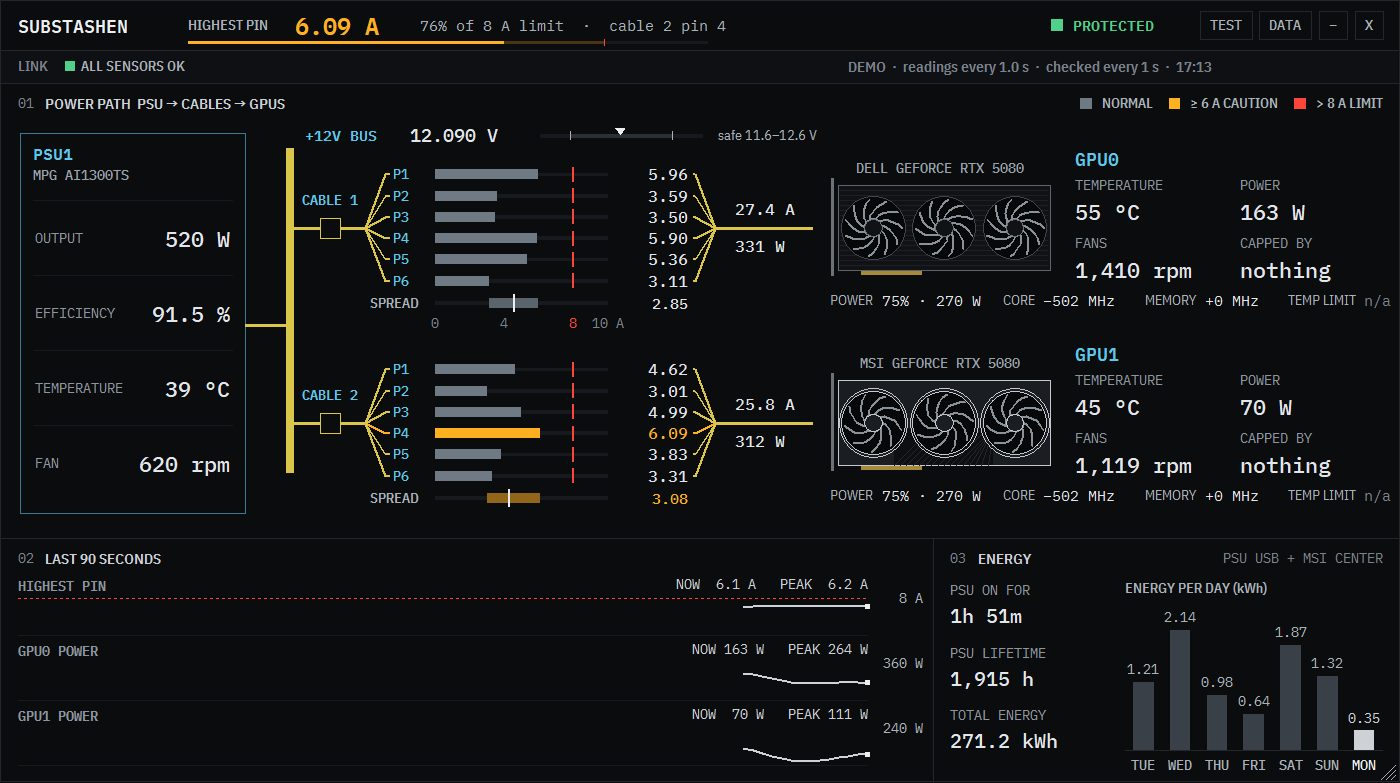 SUBSTASHEN HIGHEST PIN 6.09 A 76% of 8 A limit · cable 2 pin 4 PROTECTED TEST DATA − X
LINK ALL SENSORS OK DEMO · readings every 1.0 s · checked every 1 s · 17:13
01 POWER PATH PSU → CABLES → GPUS NORMAL ≥ 6 A CAUTION > 8 A LIMIT
PSU1
MPG AI1300TS
OUTPUT 520 W
EFFICIENCY 91.5 %
TEMPERATURE 39 °C
FAN 620 rpm
+12V BUS 12.090 V safe 11.6–12.6 V
CABLE 1
P1 5.96
P2 3.59
P3 3.50
P4 5.90
P5 5.36
P6 3.11
SPREAD 2.85
0 4 8 10 A
27.4 A
331 W
DELL GEFORCE RTX 5080
GPU0
TEMPERATURE POWER
55 °C 163 W
FANS CAPPED BY
1,410 rpm nothing
POWER 75% · 270 W CORE −502 MHz MEMORY +0 MHz TEMP LIMIT n/a
CABLE 2
P1 4.62
P2 3.01
P3 4.99
P4 6.09
P5 3.83
P6 3.31
SPREAD 3.08
25.8 A
312 W
MSI GEFORCE RTX 5080
GPU1
TEMPERATURE POWER
45 °C 70 W
FANS CAPPED BY
1,119 rpm nothing
POWER 75% · 270 W CORE −502 MHz MEMORY +0 MHz TEMP LIMIT n/a
02 LAST 90 SECONDS
HIGHEST PIN NOW 6.1 A PEAK 6.2 A
8 A
GPU0 POWER NOW 163 W PEAK 264 W
360 W
GPU1 POWER NOW 70 W PEAK 111 W
240 W
03 ENERGY PSU USB + MSI CENTER
PSU ON FOR
1h 51m
PSU LIFETIME
1,915 h
TOTAL ENERGY
271.2 kWh
ENERGY PER DAY (kWh)
1.21 2.14 0.98 0.64 1.87 1.32 0.35
TUE WED THU FRI SAT SUN MON